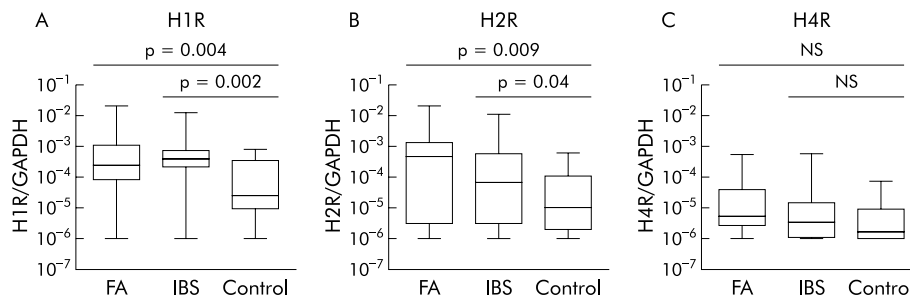 A H1R
p = 0.004
p = 0.002
H1R/GAPDH
10⁻¹
10⁻²
10⁻³
10⁻⁴
10⁻⁵
10⁻⁶
10⁻⁷
FA IBS Control
B H2R
p = 0.009
p = 0.04
H2R/GAPDH
10⁻¹
10⁻²
10⁻³
10⁻⁴
10⁻⁵
10⁻⁶
10⁻⁷
FA IBS Control
C H4R
NS
NS
H4R/GAPDH
10⁻¹
10⁻²
10⁻³
10⁻⁴
10⁻⁵
10⁻⁶
10⁻⁷
FA IBS Control